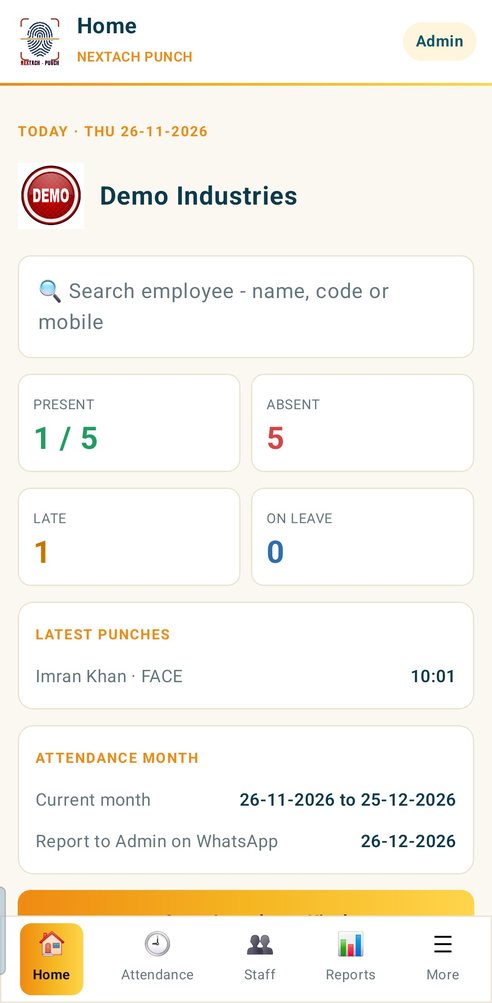 Home
NEXTACH PUNCH
NEXTACH - PUNCH
Admin
TODAY · THU 26-11-2026
DEMO
Demo Industries
Search employee - name, code or
mobile
PRESENT
1 / 5
ABSENT
5
LATE
1
ON LEAVE
0
LATEST PUNCHES
Imran Khan · FACE 10:01
ATTENDANCE MONTH
Current month 26-11-2026 to 25-12-2026
Report to Admin on WhatsApp 26-12-2026
Home
Attendance
Staff
Reports
More